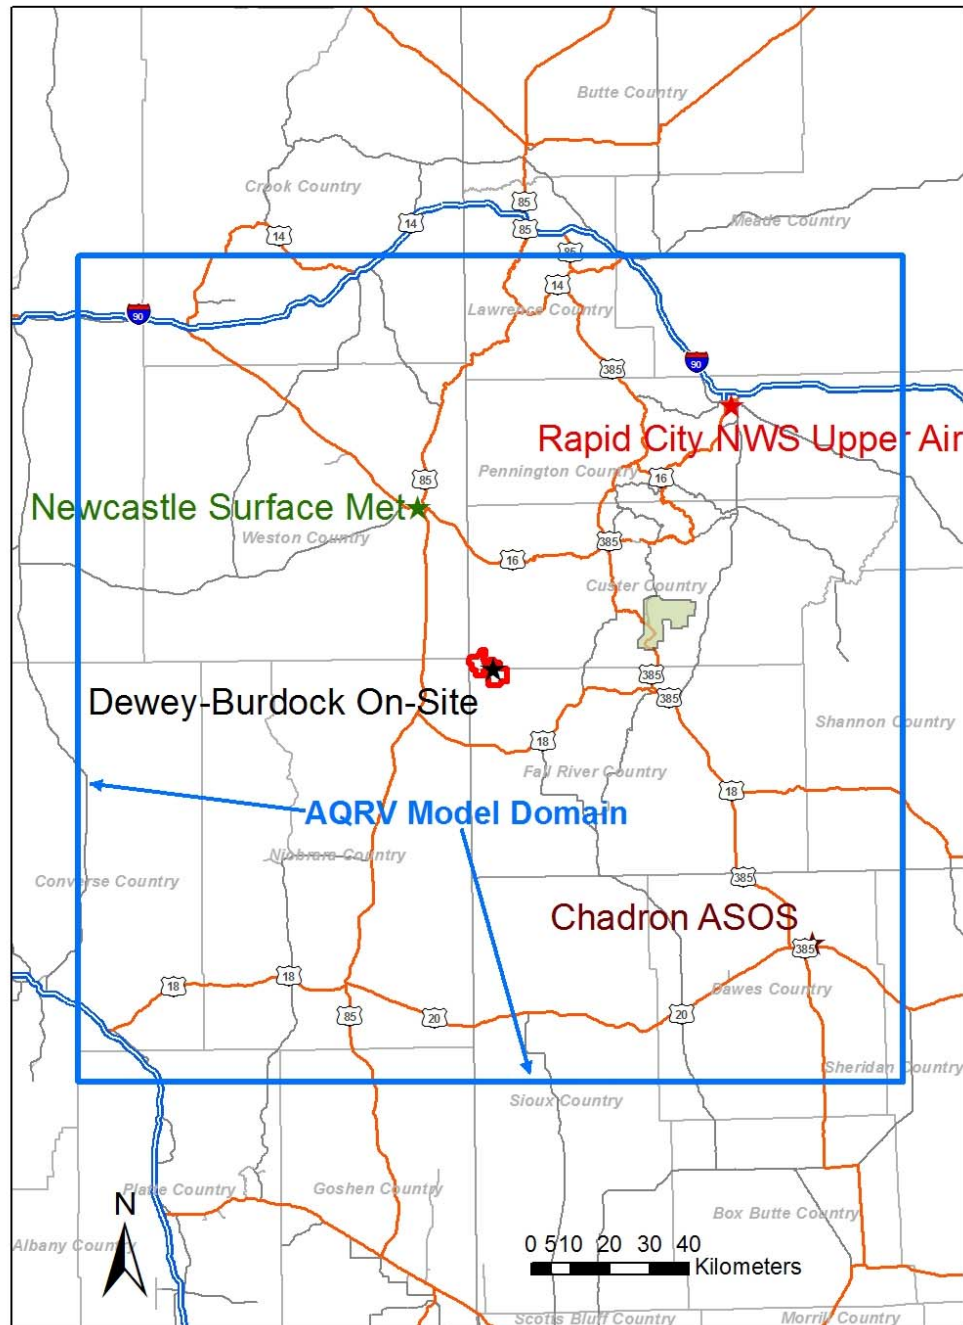 Butte Country
Crook Country
85
14
Meade Country
14
85
85
14
Lawrence Country
90
90
385
Rapid City NWS Upper Air
Pennington Country
85
16
Newcastle Surface Met
Weston Country
385
16
Custer Country
385
Dewey-Burdock On-Site
385
Shannon Country
18
Fall River Country
18
AQRV Model Domain
Niobrara Country
Converse Country
385
Chadron ASOS
385
18
18
Dawes Country
85
20
20
Sheridan Country
Sioux Country
N
Platte Country
Goshen Country
Box Butte Country
Albany Country
0 5 10 20 30 40
Kilometers
Scotts Bluff Country
Morrill Country